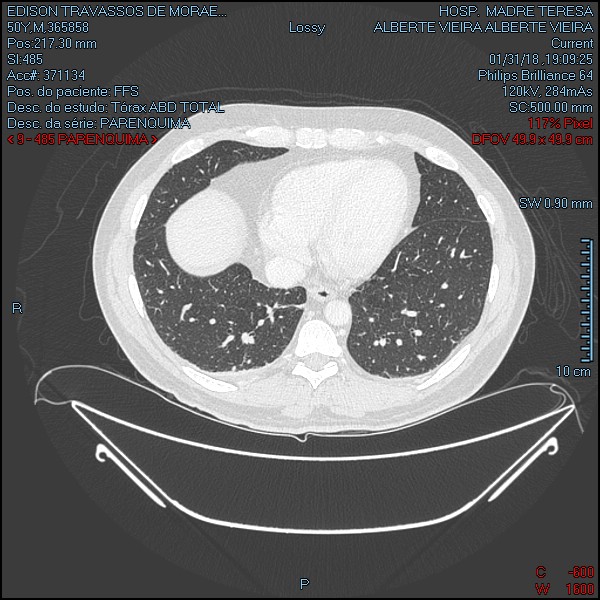 EDISON TRAVASSOS DE MORAE...
50Y,M,365858
Pos:217.30 mm
Sl:485
Acc#: 371134
Pos. do paciente: FFS
Desc. do estudo: Tórax ABD TOTAL
Desc. da série: PARENQUIMA
< 9 - 485 PARENQUIMA >
Lossy
HOSP. MADRE TERESA
ALBERTE VIEIRA ALBERTE VIEIRA
Current
01/31/18 ,19:09:25
Philips Brilliance 64
120kV, 284mAs
SC:500.00 mm
117% Pixel
DFOV 49.9 x 49.9 cm
SW 0.90 mm
R
10 cm
P
C -600
W 1600